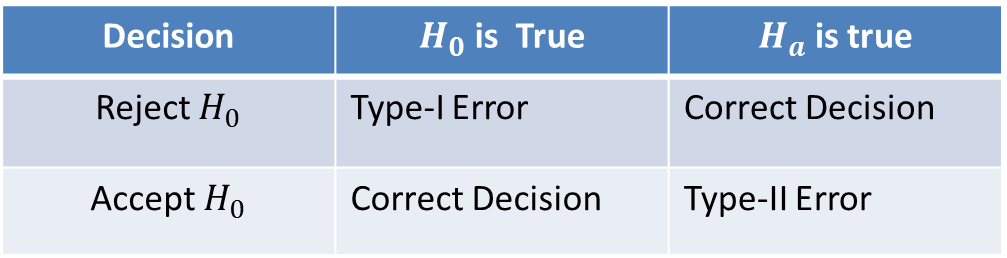 Decision H₀ is True Hₐ is true
Reject H₀ Type-I Error Correct Decision
Accept H₀ Correct Decision Type-II Error